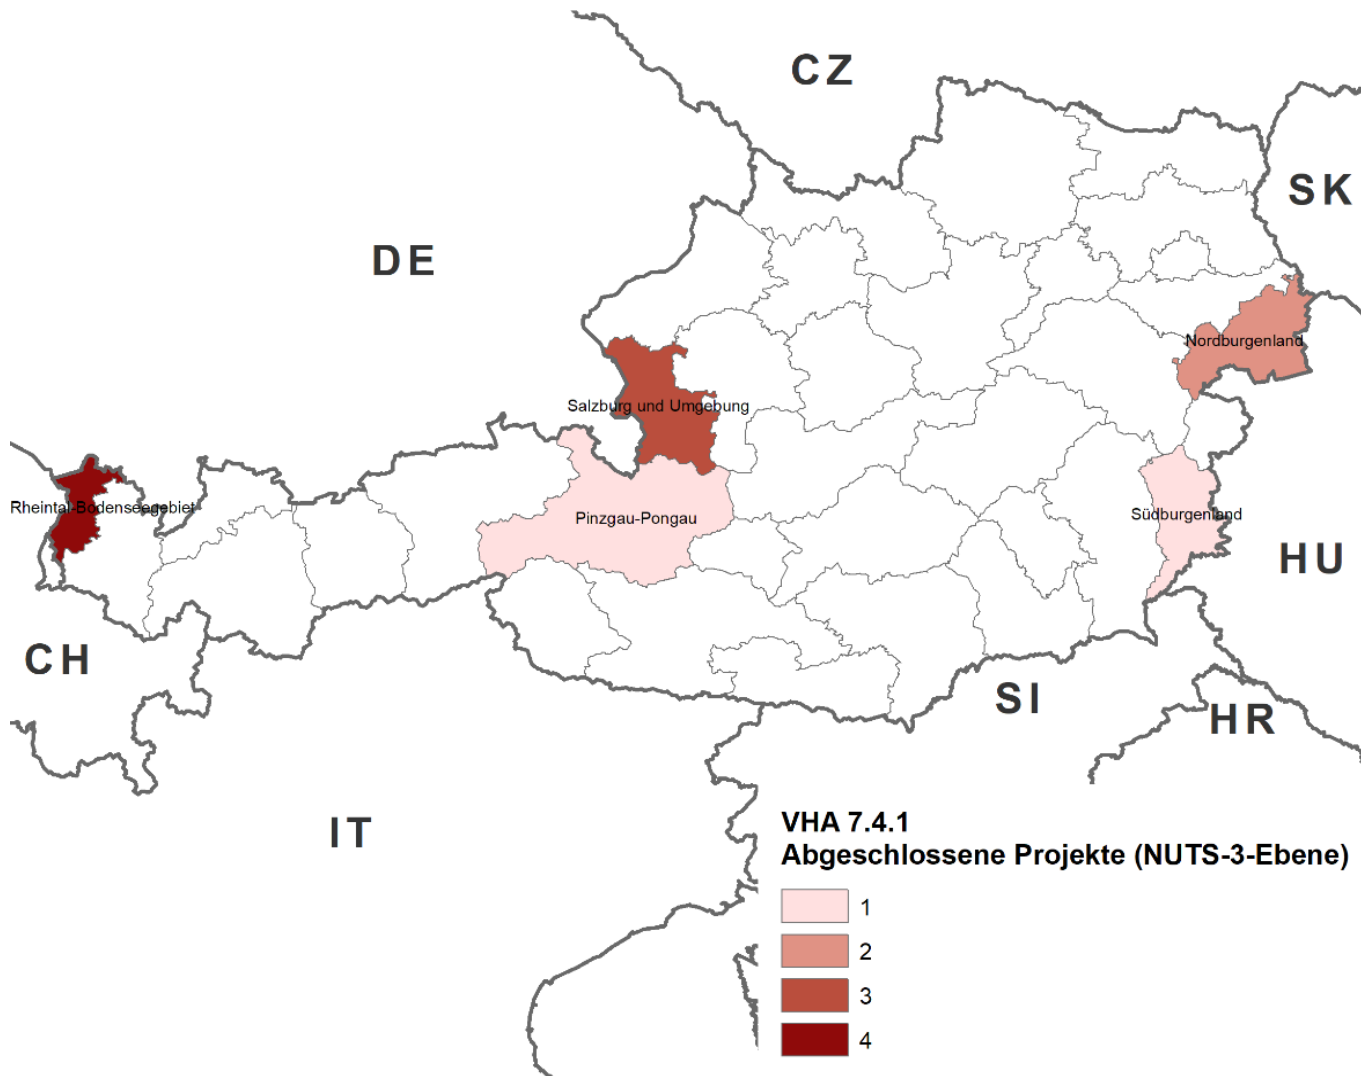 CZ
SK
DE
Nordburgenland
Salzburg und Umgebung
Rheintal-Bodenseegebiet
Pinzgau-Pongau
Südburgenland
HU
CH
SI
HR
IT
VHA 7.4.1
Abgeschlossene Projekte (NUTS-3-Ebene)
1
2
3
4